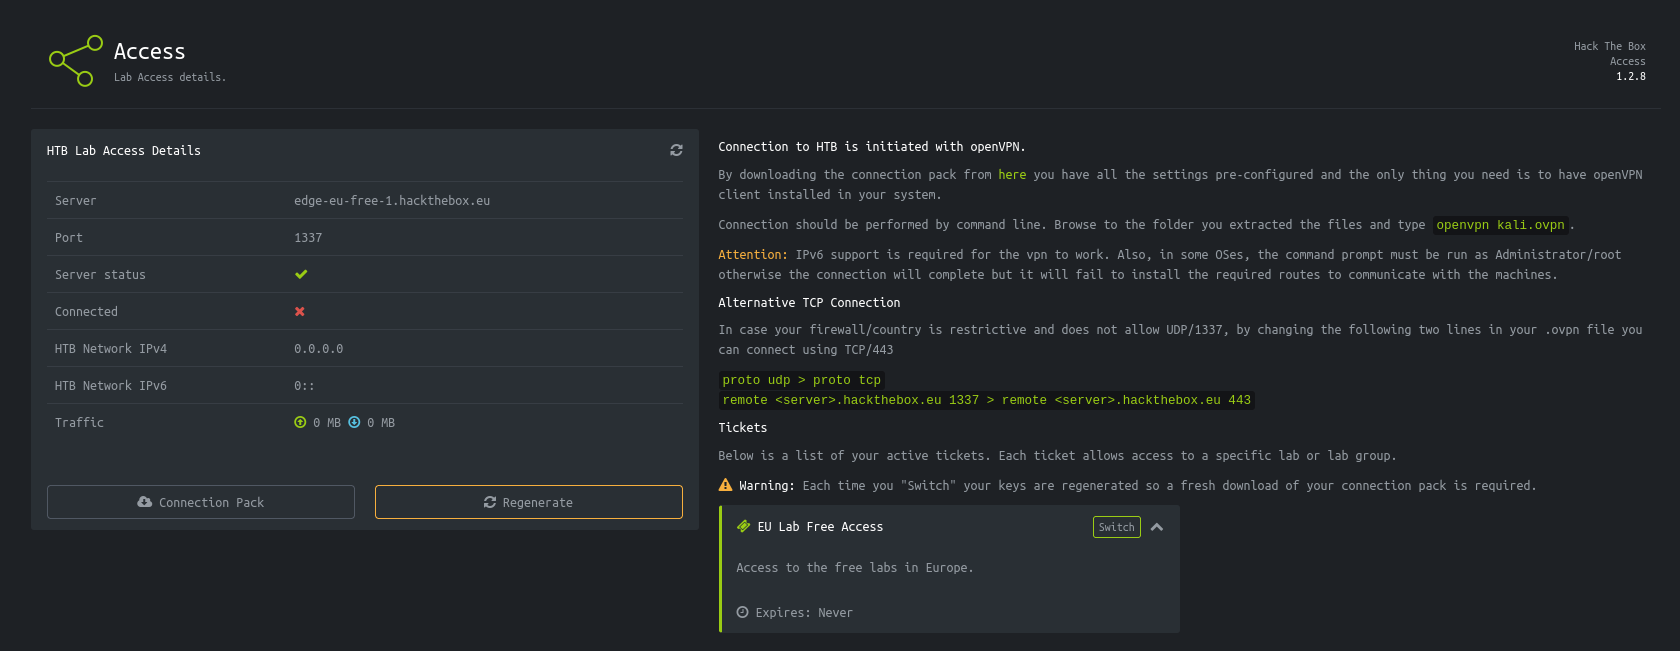 Access
Lab Access details.
Hack The Box
Access
1.2.8
HTB Lab Access Details
Server edge-eu-free-1.hackthebox.eu
Port 1337
Server status
Connected
HTB Network IPv4 0.0.0.0
HTB Network IPv6 0::
Traffic 0 MB 0 MB
Connection Pack
Regenerate
Connection to HTB is initiated with openVPN.
By downloading the connection pack from here you have all the settings pre-configured and the only thing you need is to have openVPN
client installed in your system.
Connection should be performed by command line. Browse to the folder you extracted the files and type openvpn kali.ovpn.
Attention: IPv6 support is required for the vpn to work. Also, in some OSes, the command prompt must be run as Administrator/root
otherwise the connection will complete but it will fail to install the required routes to communicate with the machines.
Alternative TCP Connection
In case your firewall/country is restrictive and does not allow UDP/1337, by changing the following two lines in your .ovpn file you
can connect using TCP/443
proto udp > proto tcp
remote <server>.hackthebox.eu 1337 > remote <server>.hackthebox.eu 443
Tickets
Below is a list of your active tickets. Each ticket allows access to a specific lab or lab group.
Warning: Each time you "Switch" your keys are regenerated so a fresh download of your connection pack is required.
EU Lab Free Access Switch
Access to the free labs in Europe.
Expires: Never